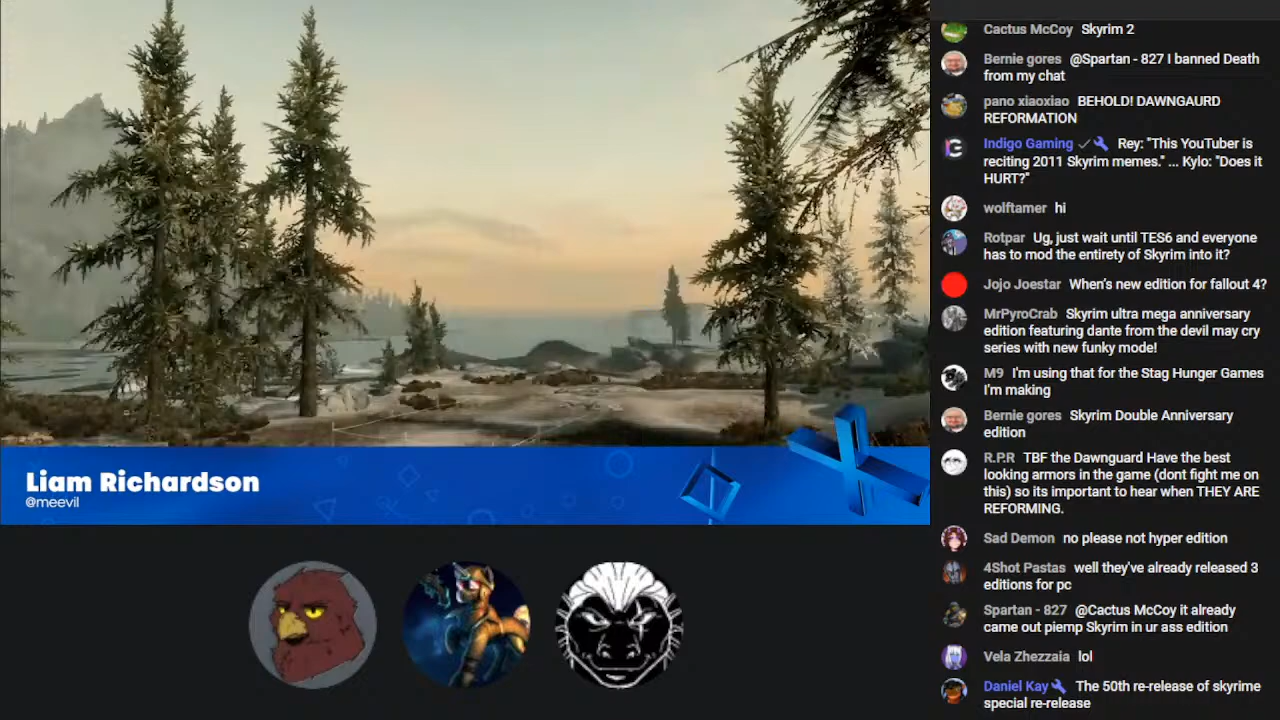 Liam Richardson
@meevil
Cactus McCoy Skyrim 2
Bernie gores @Spartan - 827 I banned Death
from my chat
pano xiaoxiao BEHOLD! DAWNGAURD
REFORMATION
Indigo Gaming Rey: "This YouTuber is
reciting 2011 Skyrim memes." ... Kylo: "Does it
HURT?"
wolftamer hi
Rotpar Ug, just wait until TES6 and everyone
has to mod the entirety of Skyrim into it?
Jojo Joestar When's new edition for fallout 4?
MrPyroCrab Skyrim ultra mega anniversary
edition featuring dante from the devil may cry
series with new funky mode!
M9 I'm using that for the Stag Hunger Games
I'm making
Bernie gores Skyrim Double Anniversary
edition
R.P.R TBF the Dawnguard Have the best
looking armors in the game (dont fight me on
this) so its important to hear when THEY ARE
REFORMING.
Sad Demon no please not hyper edition
4Shot Pastas well they've already released 3
editions for pc
Spartan - 827 @Cactus McCoy it already
came out piemp Skyrim in ur ass edition
Vela Zhezzaia lol
Daniel Kay The 50th re-release of skyrime
special re-release